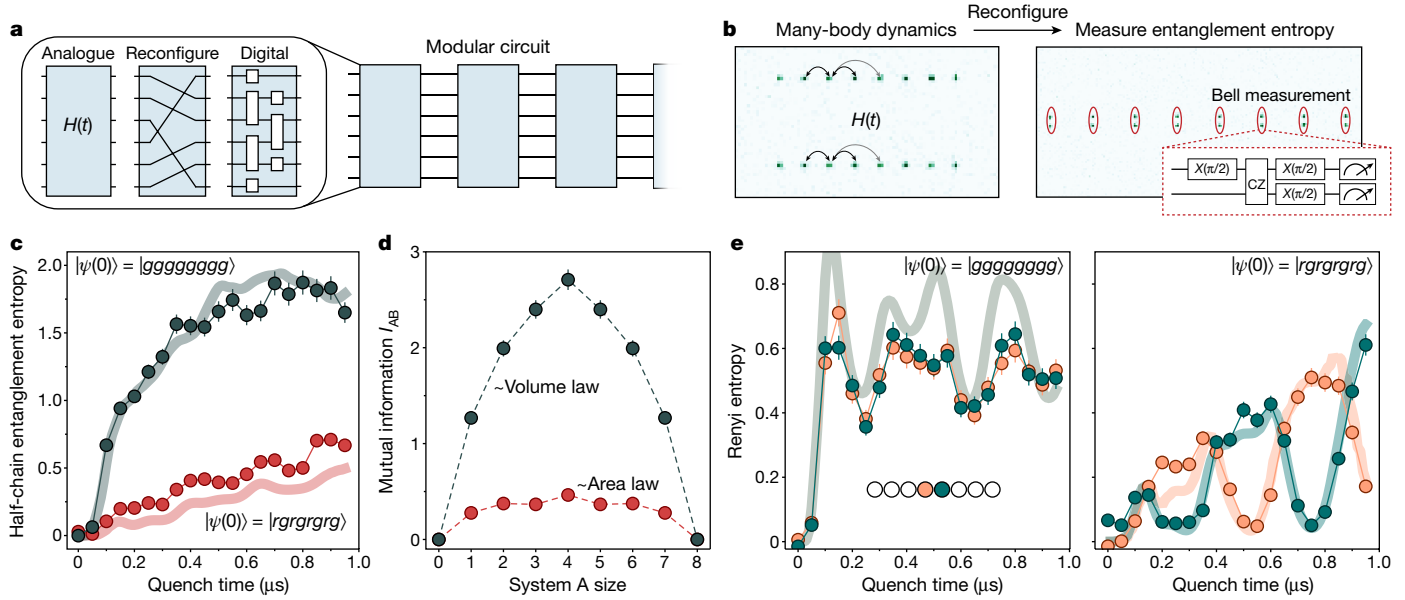 a
Analogue Reconfigure Digital
Modular circuit
H(t)
b
Reconfigure
Many-body dynamics Measure entanglement entropy
H(t)
Bell measurement
X(π/2) CZ X(π/2)
X(π/2)
c
|ψ(0)⟩ = |gggggggg⟩
|ψ(0)⟩ = |rgrgrgrg⟩
Half-chain entanglement entropy
2.0
1.5
1.0
0.5
0
0 0.2 0.4 0.6 0.8 1.0
Quench time (μs)
d
Mutual information I_AB
3
2
1
0
~Volume law
~Area law
0 1 2 3 4 5 6 7 8
System A size
e
|ψ(0)⟩ = |gggggggg⟩
Renyi entropy
0.8
0.6
0.4
0.2
0
0 0.2 0.4 0.6 0.8 1.0
Quench time (μs)
|ψ(0)⟩ = |rgrgrgrg⟩
0 0.2 0.4 0.6 0.8 1.0
Quench time (μs)